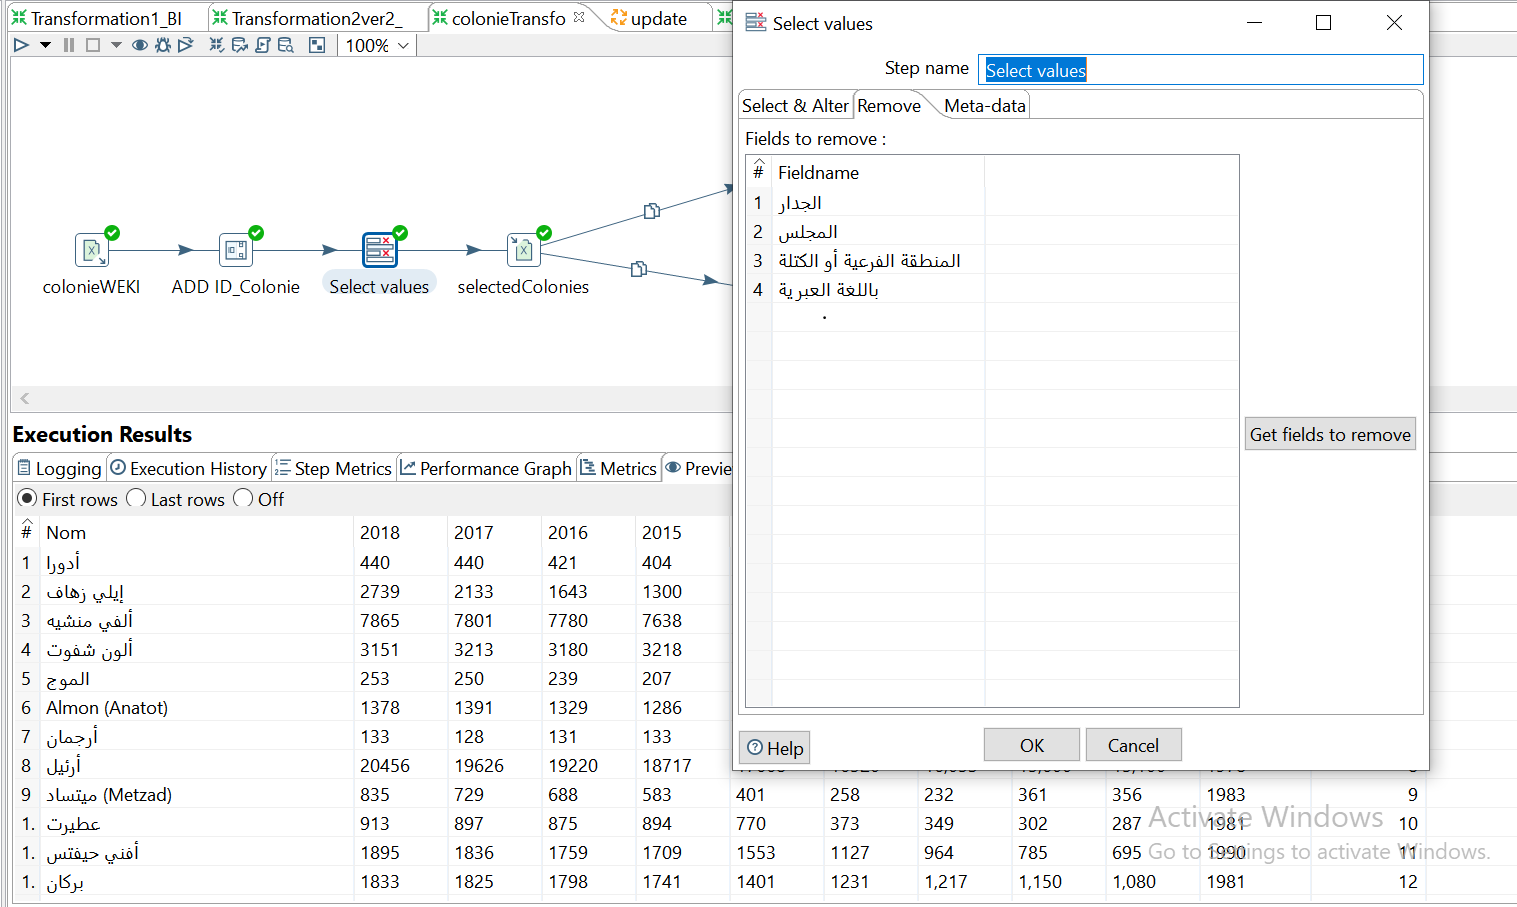 Transformation1_BI
Transformation2ver2_
colonieTransfo
update
100%
colonieWEKI
ADD ID_Colonie
Select values
selectedColonies
Execution Results
Logging
Execution History
Step Metrics
Performance Graph
Metrics
Previe
First rows
Last rows
Off
# Nom 2018 2017 2016 2015
1 أدورا 440 440 421 404
2 إيلي زهاف 2739 2133 1643 1300
3 ألفي منشيه 7865 7801 7780 7638
4 ألون شفوت 3151 3213 3180 3218
5 الموج 253 250 239 207
6 Almon (Anatot) 1378 1391 1329 1286
7 أرجمان 133 128 131 133
8 أرئيل 20456 19626 19220 18717
9 ميتساد (Metzad) 835 729 688 583 401 258 232 361 356 1983 9
1. عطيرت 913 897 875 894 770 373 349 302 287 1981 10
1. أفني حيفتس 1895 1836 1759 1709 1553 1127 964 785 695 1990 11
1. بركان 1833 1825 1798 1741 1401 1231 1,217 1,150 1,080 1981 12
Select values
Step name Select values
Select & Alter
Remove
Meta-data
Fields to remove :
# Fieldname
1 الجدار
2 المجلس
3 المنطقة الفرعية أو الكتلة
4 باللغة العبرية
Get fields to remove
Help
OK
Cancel
Activate Windows
Go to Settings to activate Windows.